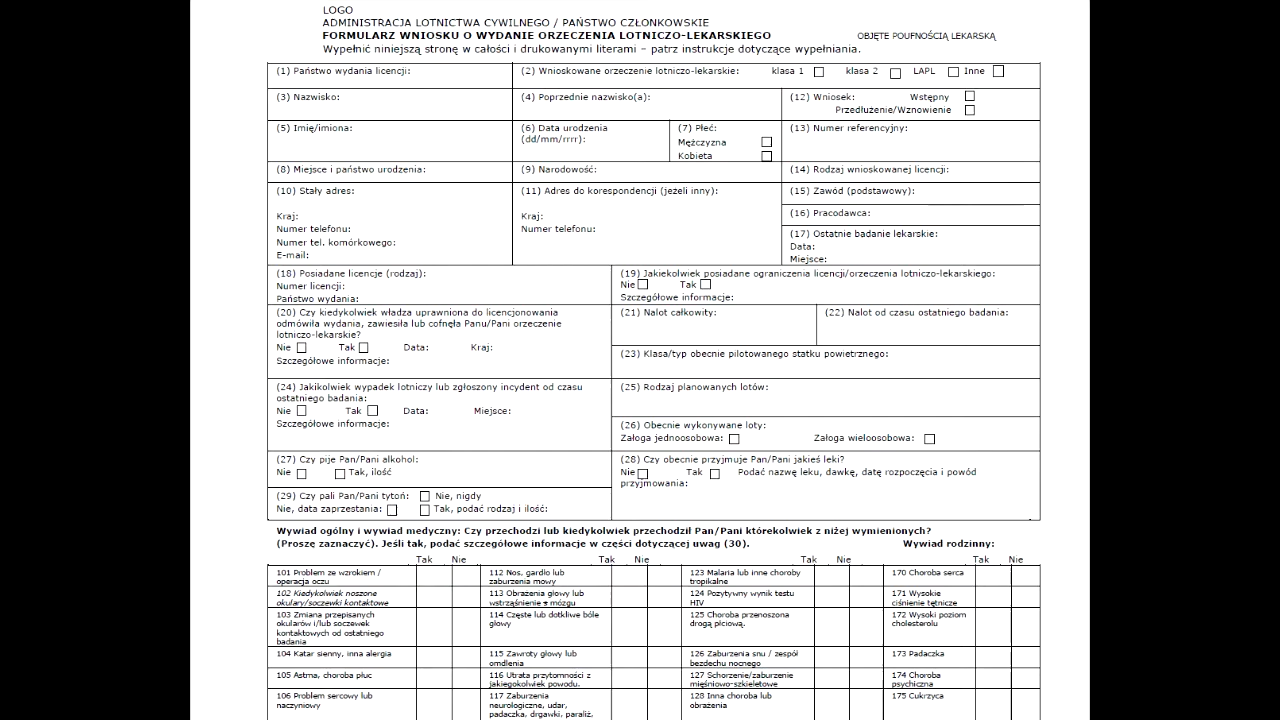 LOGO
ADMINISTRACJA LOTNICTWA CYWILNEGO / PAŃSTWO CZŁONKOWSKIE
FORMULARZ WNIOSKU O WYDANIE ORZECZENIA LOTNICZO-LEKARSKIEGO OBJĘTE POUFNOŚCIĄ LEKARSKĄ
Wypełnić niniejszą stronę w całości i drukowanymi literami – patrz instrukcje dotyczące wypełniania.
(1) Państwo wydania licencji:
(2) Wnioskowane orzeczenie lotniczo-lekarskie: klasa 1 klasa 2 LAPL Inne
(3) Nazwisko:
(4) Poprzednie nazwisko(a):
(12) Wniosek: Wstępny
Przedłużenie/Wznowienie
(5) Imię/imiona:
(6) Data urodzenia
(dd/mm/rrrr):
(7) Płeć:
Mężczyzna
Kobieta
(13) Numer referencyjny:
(8) Miejsce i państwo urodzenia:
(9) Narodowość:
(14) Rodzaj wnioskowanej licencji:
(10) Stały adres:
Kraj:
Numer telefonu:
Numer tel. komórkowego:
E-mail:
(11) Adres do korespondencji (jeżeli inny):
Kraj:
Numer telefonu:
(15) Zawód (podstawowy):
(16) Pracodawca:
(17) Ostatnie badanie lekarskie:
Data:
Miejsce:
(18) Posiadane licencje (rodzaj):
Numer licencji:
Państwo wydania:
(19) Jakiekolwiek posiadane ograniczenia licencji/orzeczenia lotniczo-lekarskiego:
Nie Tak
Szczegółowe informacje:
(20) Czy kiedykolwiek władza uprawniona do licencjonowania
odmówiła wydania, zawiesiła lub cofnęła Panu/Pani orzeczenie
lotniczo-lekarskie?
Nie Tak Data: Kraj:
Szczegółowe informacje:
(21) Nalot całkowity:
(22) Nalot od czasu ostatniego badania:
(23) Klasa/typ obecnie pilotowanego statku powietrznego:
(24) Jakikolwiek wypadek lotniczy lub zgłoszony incydent od czasu
ostatniego badania:
Nie Tak Data: Miejsce:
Szczegółowe informacje:
(25) Rodzaj planowanych lotów:
(26) Obecnie wykonywane loty:
Załoga jednoosobowa: Załoga wieloosobowa:
(27) Czy pije Pan/Pani alkohol:
Nie Tak, ilość
(28) Czy obecnie przyjmuje Pan/Pani jakieś leki?
Nie Tak Podać nazwę leku, dawkę, datę rozpoczęcia i powód
przyjmowania:
(29) Czy pali Pan/Pani tytoń: Nie, nigdy
Nie, data zaprzestania: Tak, podać rodzaj i ilość:
Wywiad ogólny i wywiad medyczny: Czy przechodzi lub kiedykolwiek przechodził Pan/Pani którekolwiek z niżej wymienionych?
(Proszę zaznaczyć). Jeśli tak, podać szczegółowe informacje w części dotyczącej uwag (30). Wywiad rodzinny:
Tak Nie Tak Nie Tak Nie Tak Nie
101 Problem ze wzrokiem /
operacja oczu
112 Nos, gardło lub
zaburzenia mowy
123 Malaria lub inne choroby
tropikalne
170 Choroba serca
102 Kiedykolwiek noszone
okulary/soczewki kontaktowe
113 Obrażenia głowy lub
wstrząśnienie s mózgu
124 Pozytywny wynik testu
HIV
171 Wysokie
ciśnienie tętnicze
103 Zmiana przepisanych
okularów i/lub soczewek
kontaktowych od ostatniego
badania
114 Częste lub dotkliwe bóle
głowy
125 Choroba przenoszona
drogą płciową.
172 Wysoki poziom
cholesterolu
104 Katar sienny, inna alergia
115 Zawroty głowy lub
omdlenia
126 Zaburzenia snu / zespół
bezdechu nocnego
173 Padaczka
105 Astma, choroba płuc
116 Utrata przytomności z
jakiegokolwiek powodu.
127 Schorzenie/zaburzenie
mięśniowo-szkieletowe
174 Choroba
psychiczna
106 Problem sercowy lub
naczyniowy
117 Zaburzenia
neurologiczne, udar,
padaczka, drgawki, paraliż,
128 Inna choroba lub
obrażenia
175 Cukrzyca